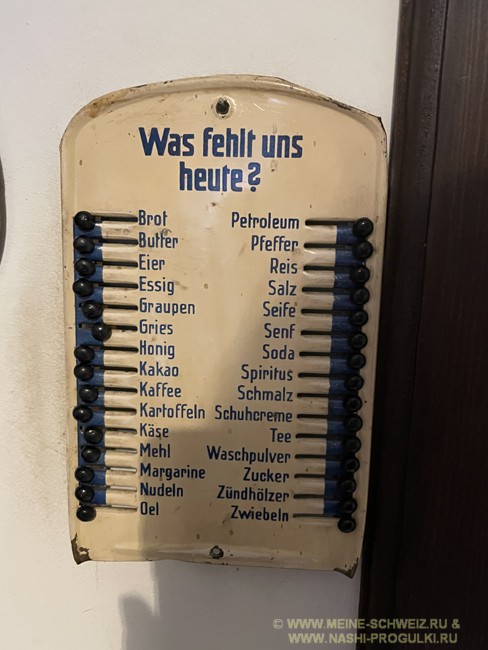 Was fehlt uns
heute?
Brot
Butter
Eier
Essig
Graupen
Gries
Honig
Kakao
Kaffee
Kartoffeln
Käse
Mehl
Margarine
Nudeln
Oel
Petroleum
Pfeffer
Reis
Salz
Seife
Senf
Soda
Spiritus
Schmalz
Schuhcreme
Tee
Waschpulver
Zucker
Zündhölzer
Zwiebeln
© WWW.MEINE-SCHWEIZ.RU &
WWW.NASHI-PROGULKI.RU